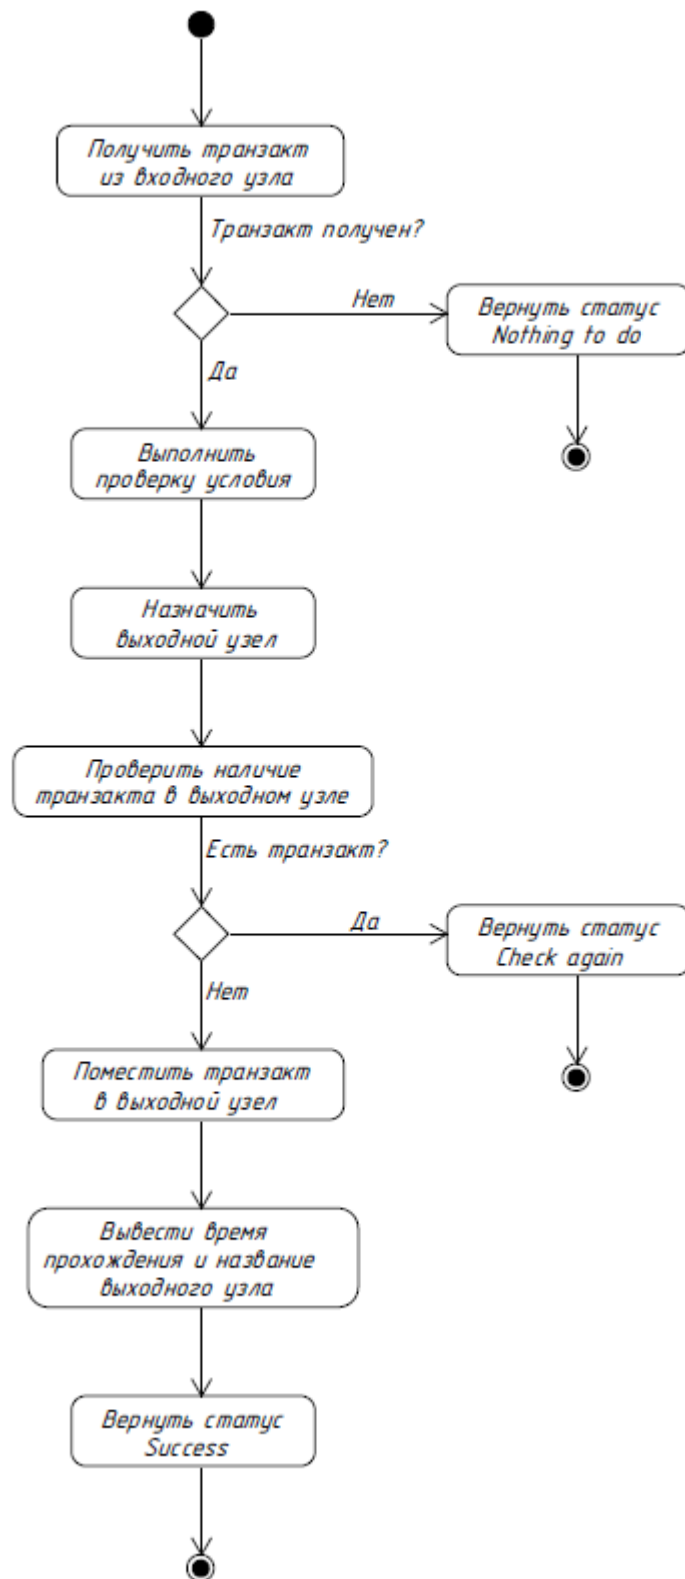 Получить транзакт
из входного узла
Транзакт получен?
Нет
Вернуть статус
Nothing to do
Да
Выполнить
проверку условия
Назначить
выходной узел
Проверить наличие
транзакта в выходном узле
Есть транзакт?
Да
Вернуть статус
Check again
Нет
Поместить транзакт
в выходной узел
Вывести время
прохождения и название
выходного узла
Вернуть статус
Success